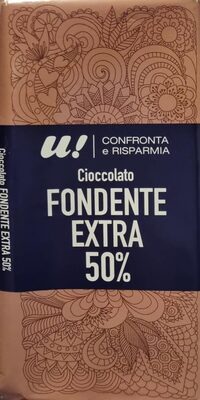 u! CONFRONTA
e RISPARMIA
Cioccolato
FONDENTE
EXTRA
50%
Cioccolato FONDENTE EXTRA 50%